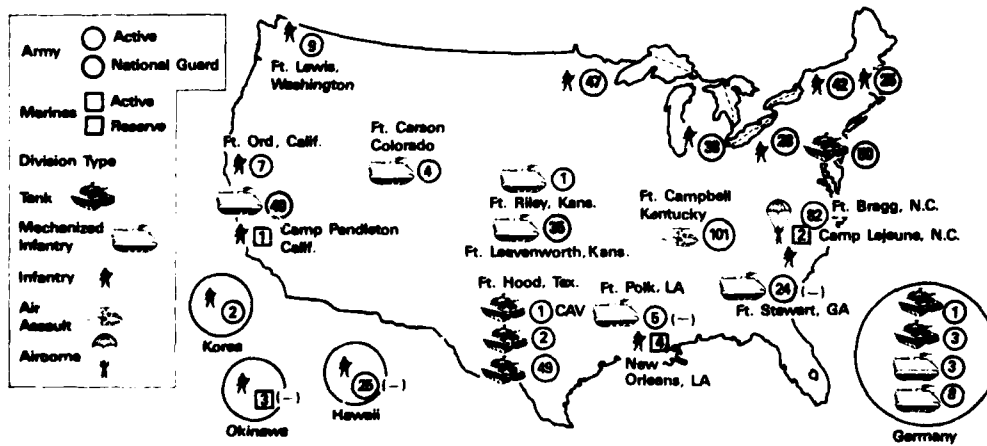 Army
Active
National Guard
Marines
Active
Reserve
Division Type
Tank
Mechanized
Infantry
Infantry
Air
Assault
Airborne
9
Ft. Lewis,
Washington
47
42
26
38
28
50
Ft. Ord, Calif.
7
40
1
Camp Pendleton
Calif.
Ft. Carson
Colorado
4
1
Ft. Riley, Kans.
35
Ft. Leavenworth, Kans.
Ft. Campbell
Kentucky
101
82
Ft. Bragg, N.C.
2
Camp Lejeune, N.C.
24 (-)
Ft. Stewart, GA
Ft. Hood, Tex.
1 CAV
2
49
Ft. Polk, LA
5 (-)
4
New
Orleans, LA
2
Korea
3 (-)
Okinawa
25 (-)
Hawaii
1
3
3
8
Germany